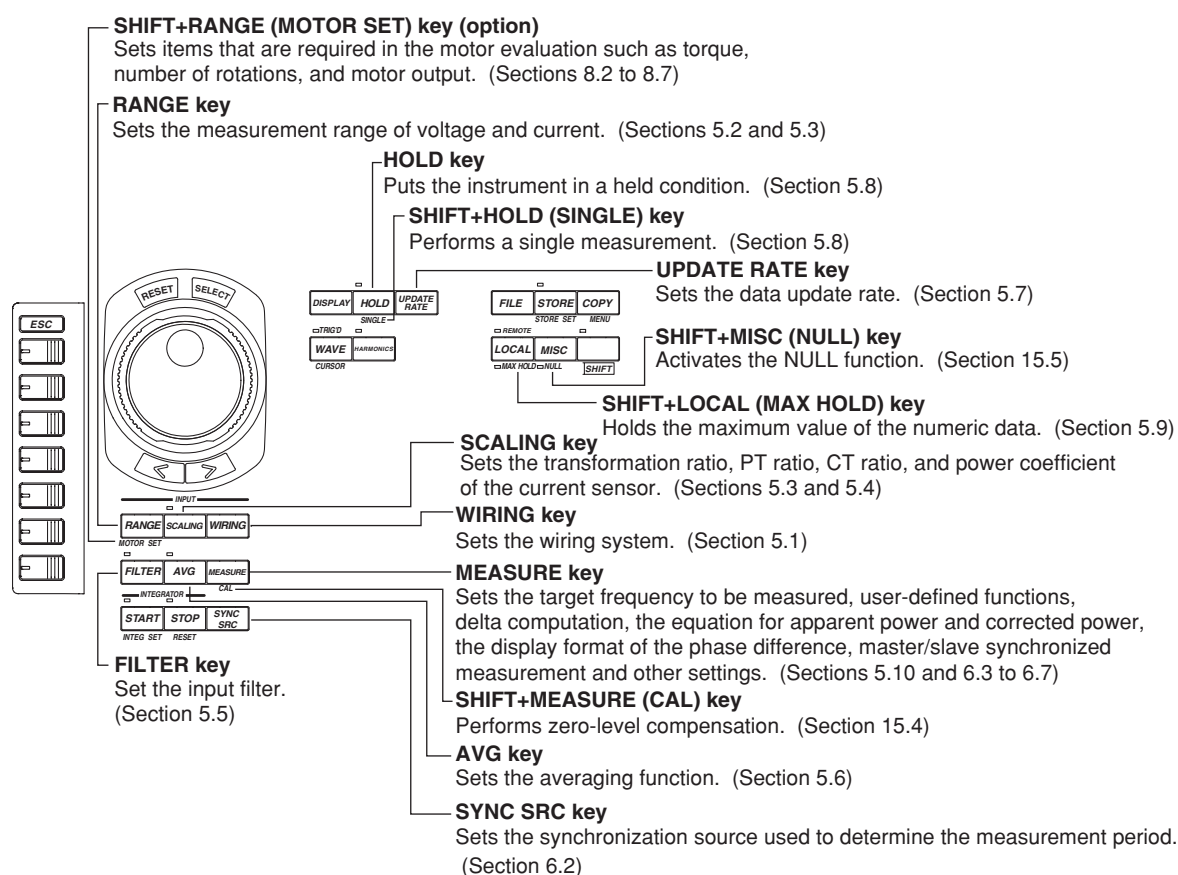 SHIFT+RANGE (MOTOR SET) key (option)
Sets items that are required in the motor evaluation such as torque,
number of rotations, and motor output. (Sections 8.2 to 8.7)
RANGE key
Sets the measurement range of voltage and current. (Sections 5.2 and 5.3)
HOLD key
Puts the instrument in a held condition. (Section 5.8)
SHIFT+HOLD (SINGLE) key
Performs a single measurement. (Section 5.8)
UPDATE RATE key
Sets the data update rate. (Section 5.7)
SHIFT+MISC (NULL) key
Activates the NULL function. (Section 15.5)
SHIFT+LOCAL (MAX HOLD) key
Holds the maximum value of the numeric data. (Section 5.9)
RESET
SELECT
ESC
DISPLAY
HOLD
UPDATE
RATE
SINGLE
TRIG'D
WAVE
HARMONICS
CURSOR
FILE
STORE
COPY
STORE SET
MENU
REMOTE
LOCAL
MISC
MAX HOLD
NULL
SHIFT
SCALING key
Sets the transformation ratio, PT ratio, CT ratio, and power coefficient
of the current sensor. (Sections 5.3 and 5.4)
INPUT
RANGE
SCALING
WIRING
MOTOR SET
FILTER
AVG
MEASURE
CAL
INTEGRATOR
START
STOP
SYNC
SRC
INTEG SET
RESET
WIRING key
Sets the wiring system. (Section 5.1)
MEASURE key
Sets the target frequency to be measured, user-defined functions,
delta computation, the equation for apparent power and corrected power,
the display format of the phase difference, master/slave synchronized
measurement and other settings. (Sections 5.10 and 6.3 to 6.7)
FILTER key
Set the input filter.
(Section 5.5)
SHIFT+MEASURE (CAL) key
Performs zero-level compensation. (Section 15.4)
AVG key
Sets the averaging function. (Section 5.6)
SYNC SRC key
Sets the synchronization source used to determine the measurement period.
(Section 6.2)